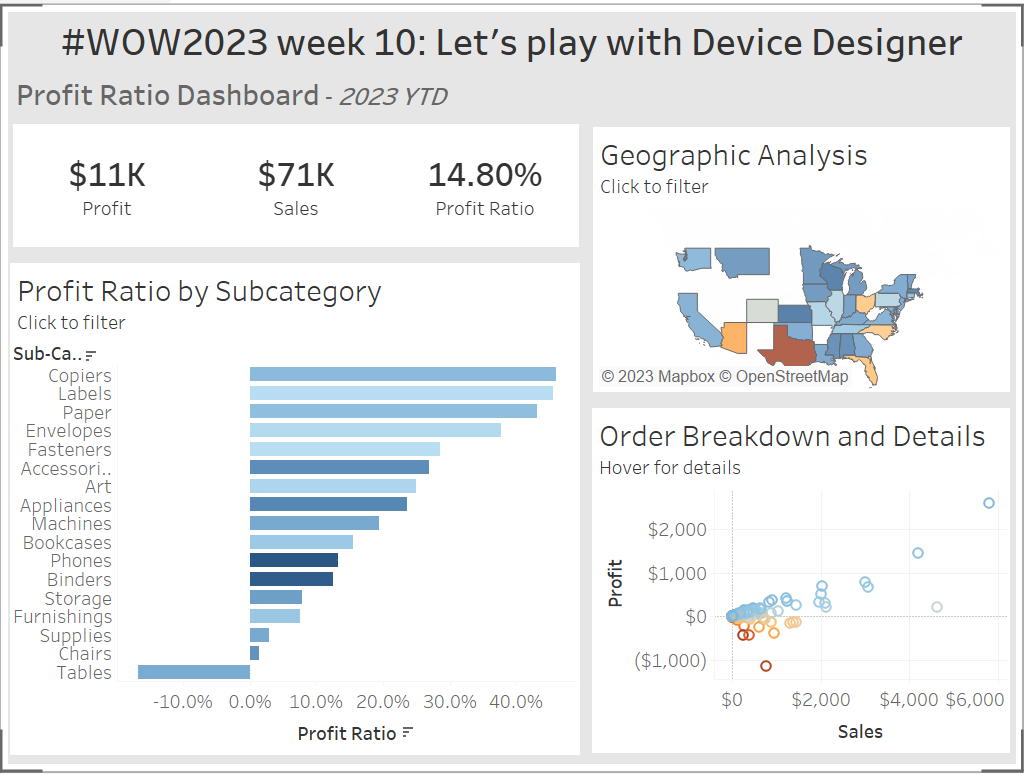 #WOW2023 week 10: Let's play with Device Designer
Profit Ratio Dashboard - 2023 YTD
$11K
Profit
$71K
Sales
14.80%
Profit Ratio
Profit Ratio by Subcategory
Click to filter
Sub-Ca..
Copiers
Labels
Paper
Envelopes
Fasteners
Accessori..
Art
Appliances
Machines
Bookcases
Phones
Binders
Storage
Furnishings
Supplies
Chairs
Tables
-10.0% 0.0% 10.0% 20.0% 30.0% 40.0%
Profit Ratio
Geographic Analysis
Click to filter
© 2023 Mapbox © OpenStreetMap
Order Breakdown and Details
Hover for details
Profit
$2,000
$1,000
$0
($1,000)
$0 $2,000 $4,000 $6,000
Sales